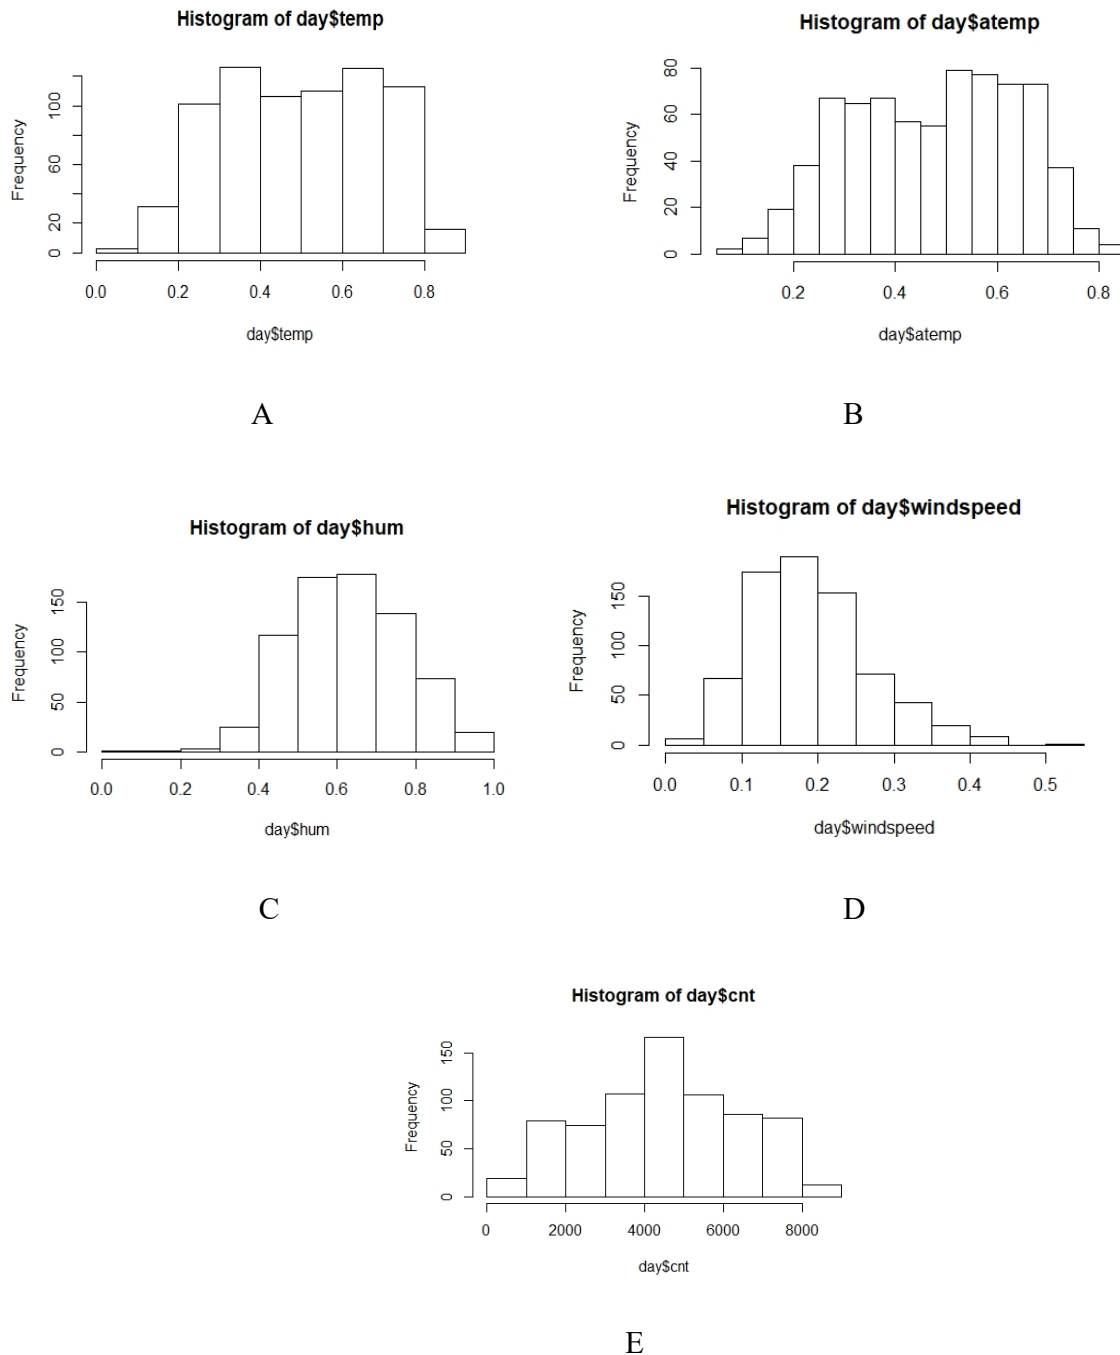 Histogram of day$temp
Frequency
0 20 60 100
0.0 0.2 0.4 0.6 0.8
day$temp
A
Histogram of day$atemp
Frequency
0 20 40 60 80
0.2 0.4 0.6 0.8
day$atemp
B
Histogram of day$hum
Frequency
0 50 100 150
0.0 0.2 0.4 0.6 0.8 1.0
day$hum
C
Histogram of day$windspeed
Frequency
0 50 100 150
0.0 0.1 0.2 0.3 0.4 0.5
day$windspeed
D
Histogram of day$cnt
Frequency
0 50 100 150
0 2000 4000 6000 8000
day$cnt
E